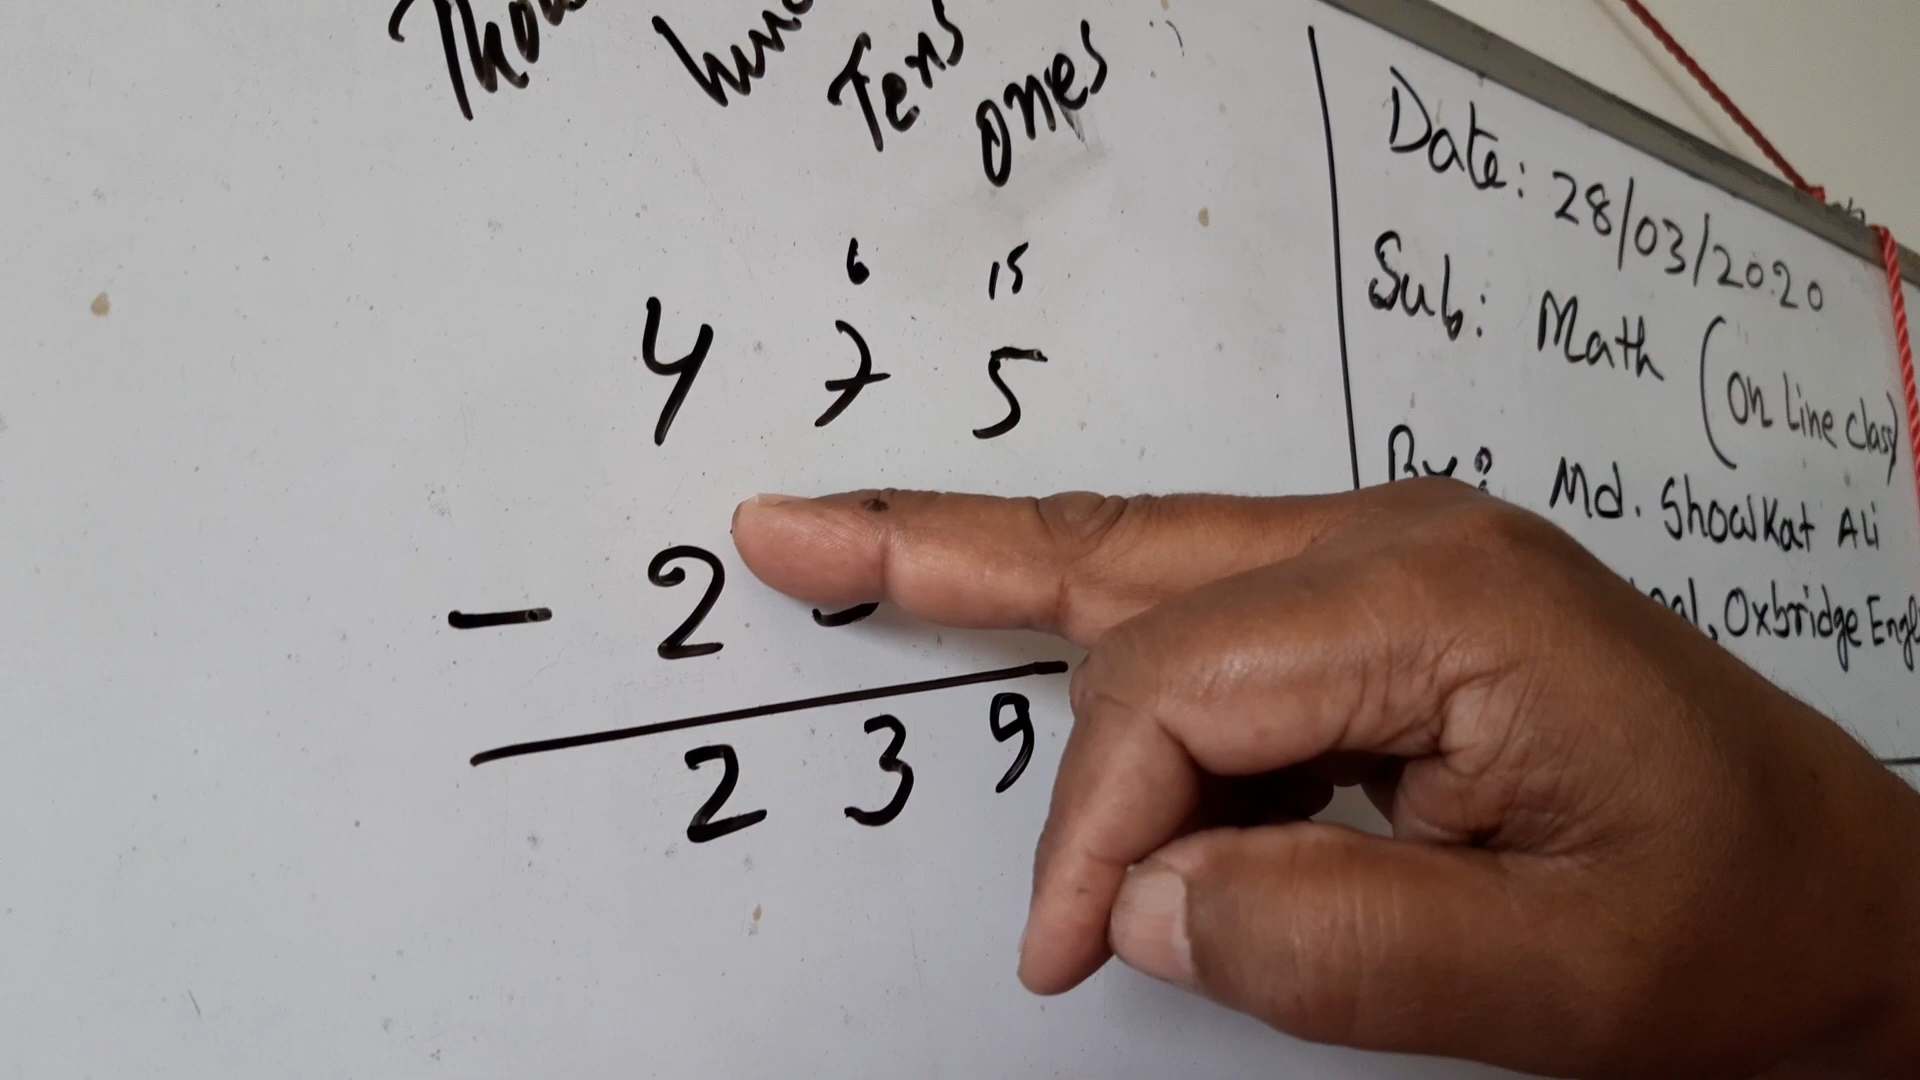 Tens
ones
6 15
4 7 5
- 2
2 3 9
Date: 28/03/2020
Sub: Math (On Line class)
By: Md. Showkat Ali
Oxbridge